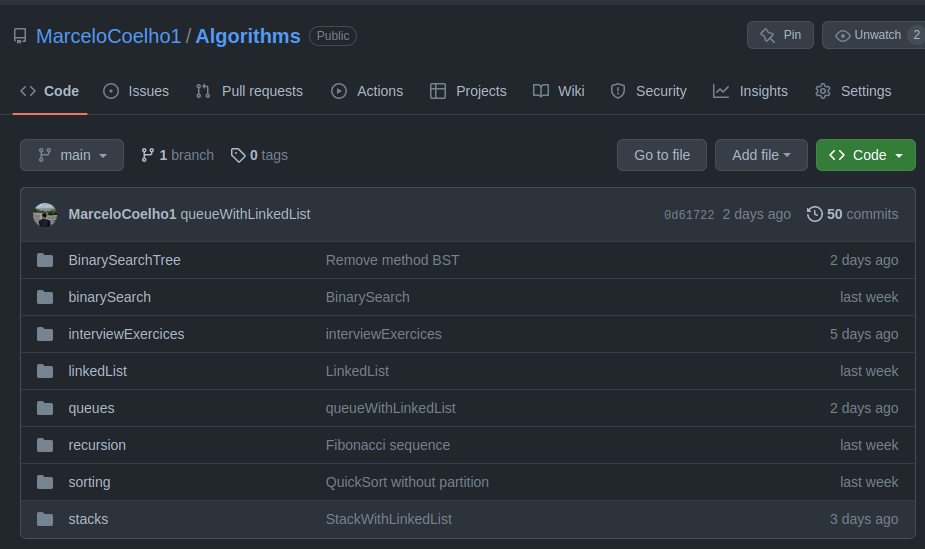 MarceloCoelho1 / Algorithms Public Pin Unwatch 2
Code Issues Pull requests Actions Projects Wiki Security Insights Settings
main 1 branch 0 tags Go to file Add file Code
MarceloCoelho1 queueWithLinkedList 0d61722 2 days ago 50 commits
BinarySearchTree Remove method BST 2 days ago
binarySearch BinarySearch last week
interviewExercices interviewExercices 5 days ago
linkedList LinkedList last week
queues queueWithLinkedList 2 days ago
recursion Fibonacci sequence last week
sorting QuickSort without partition last week
stacks StackWithLinkedList 3 days ago